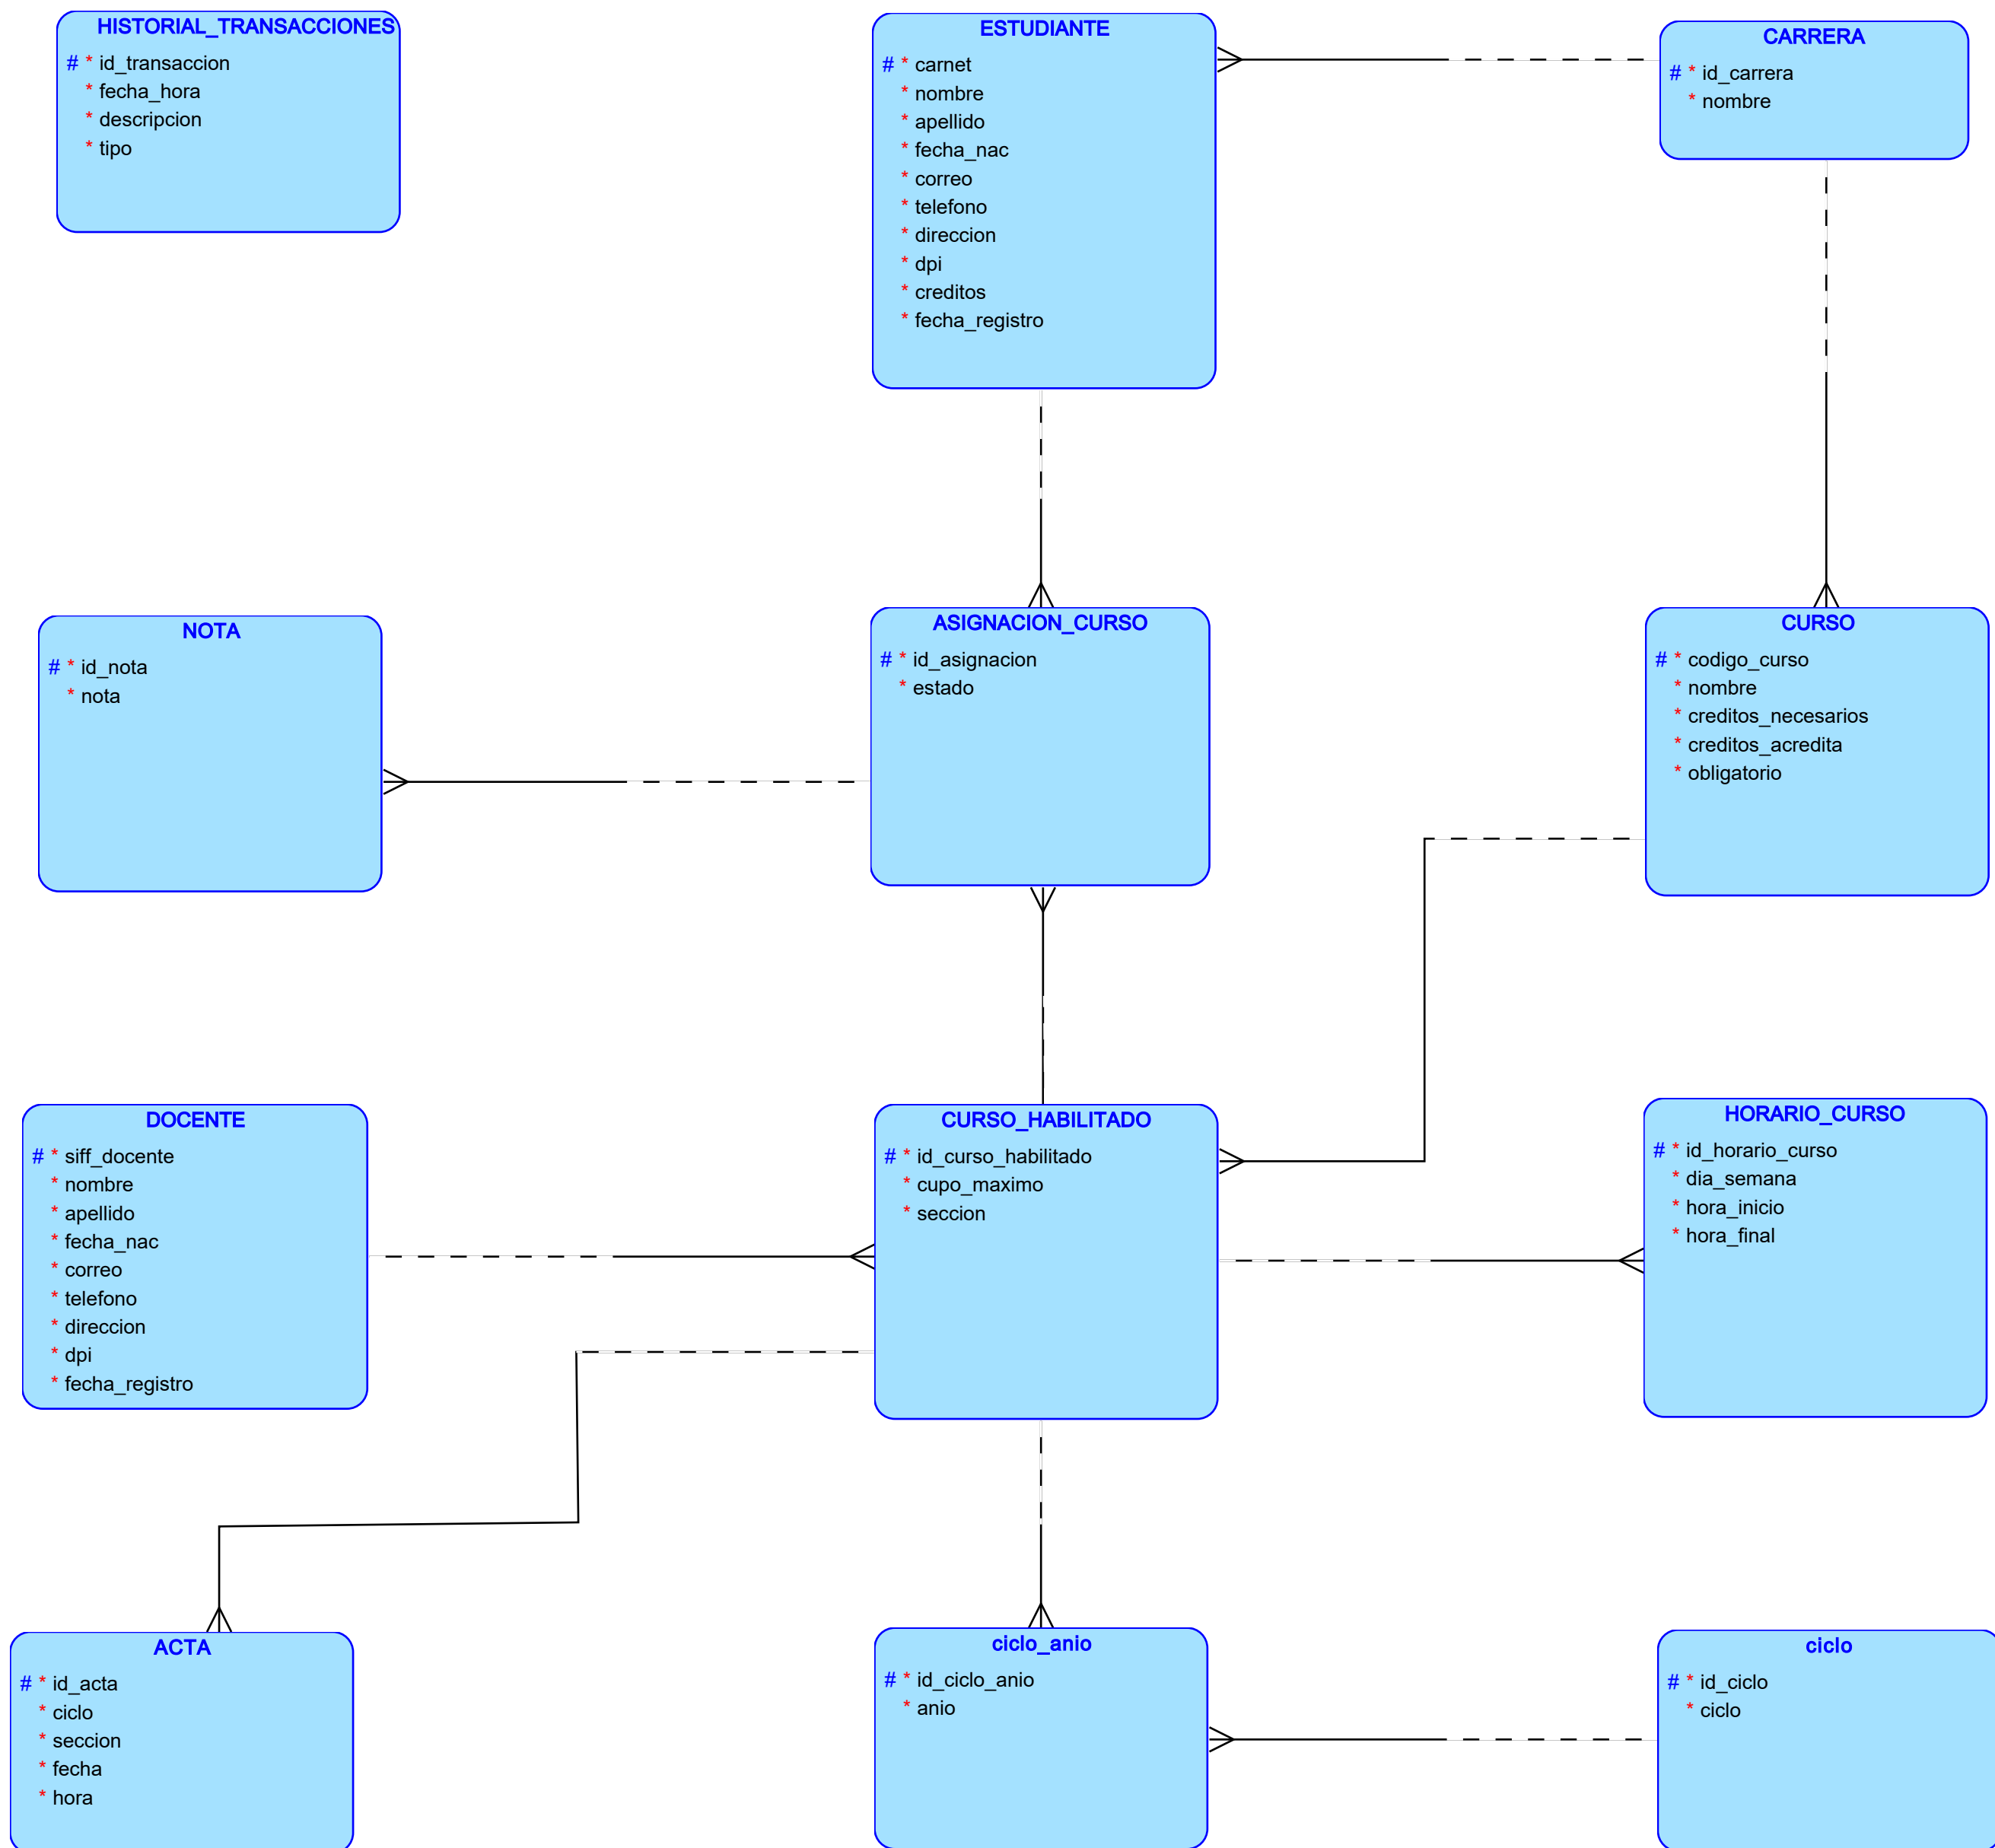 HISTORIAL_TRANSACCIONES
# * id_transaccion
* fecha_hora
* descripcion
* tipo
ESTUDIANTE
# * carnet
* nombre
* apellido
* fecha_nac
* correo
* telefono
* direccion
* dpi
* creditos
* fecha_registro
CARRERA
# * id_carrera
* nombre
NOTA
# * id_nota
* nota
ASIGNACION_CURSO
# * id_asignacion
* estado
CURSO
# * codigo_curso
* nombre
* creditos_necesarios
* creditos_acredita
* obligatorio
DOCENTE
# * siff_docente
* nombre
* apellido
* fecha_nac
* correo
* telefono
* direccion
* dpi
* fecha_registro
CURSO_HABILITADO
# * id_curso_habilitado
* cupo_maximo
* seccion
HORARIO_CURSO
# * id_horario_curso
* dia_semana
* hora_inicio
* hora_final
ACTA
# * id_acta
* ciclo
* seccion
* fecha
* hora
ciclo_anio
# * id_ciclo_anio
* anio
ciclo
# * id_ciclo
* ciclo